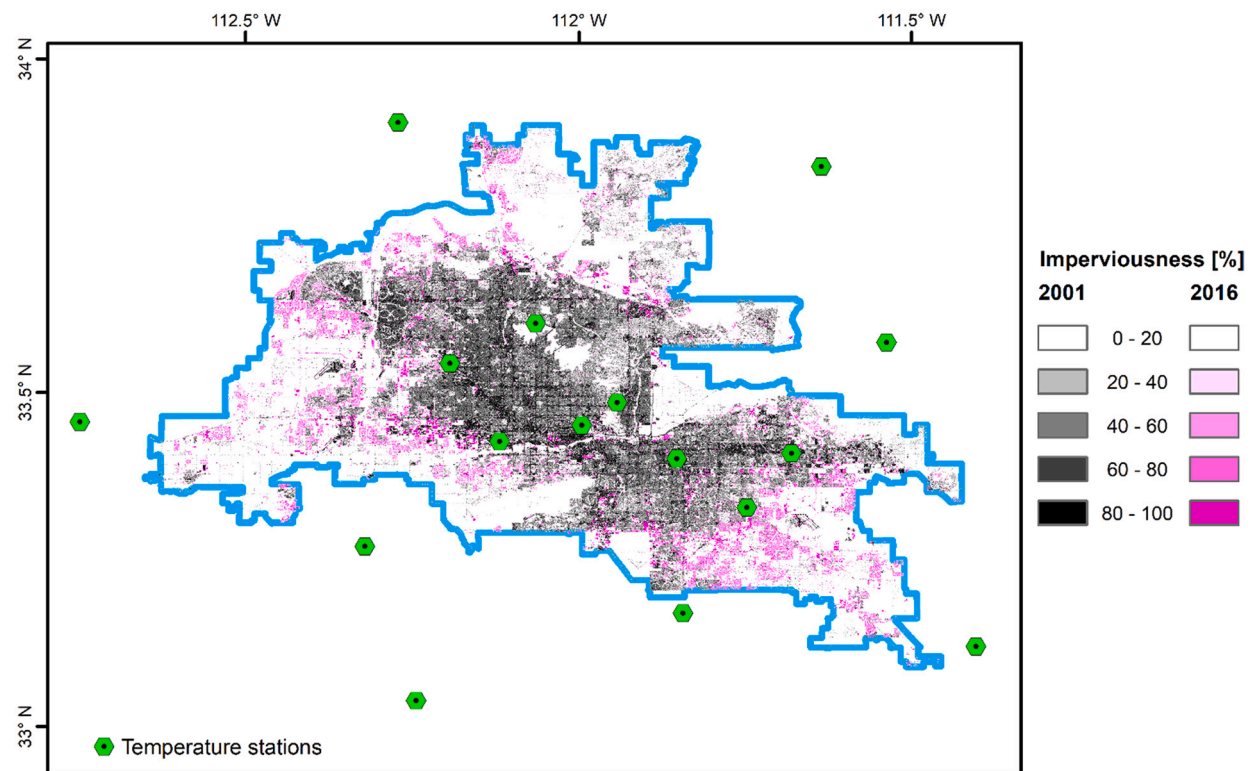 112.5° W
112° W
111.5° W
34° N
33.5° N
33° N
Temperature stations
Imperviousness [%]
2001 2016
0 - 20
20 - 40
40 - 60
60 - 80
80 - 100